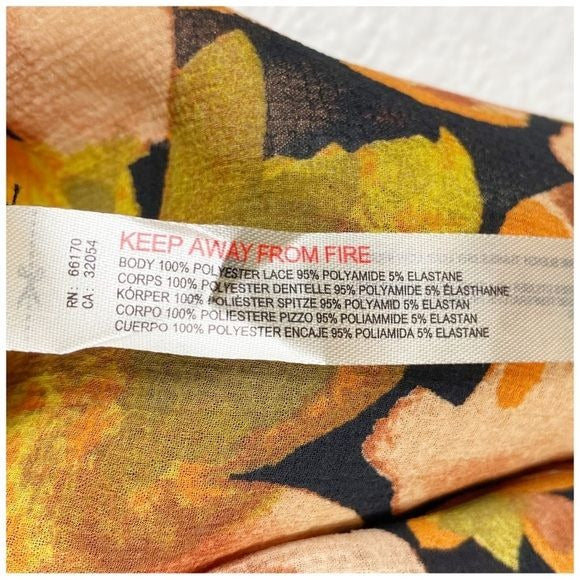 RN: 66170
CA: 32054
KEEP AWAY FROM FIRE
BODY 100% POLYESTER LACE 95% POLYAMIDE 5% ELASTANE
CORPS 100% POLYESTER DENTELLE 95% POLYAMIDE 5% ÉLASTHANNE
KÖRPER 100% POLIÉSTER SPITZE 95% POLYAMID 5% ELASTAN
CORPO 100% POLIESTERE PIZZO 95% POLIAMMIDE 5% ELASTAN
CUERPO 100% POLYESTER ENCAJE 95% POLIAMIDA 5% ELASTANE